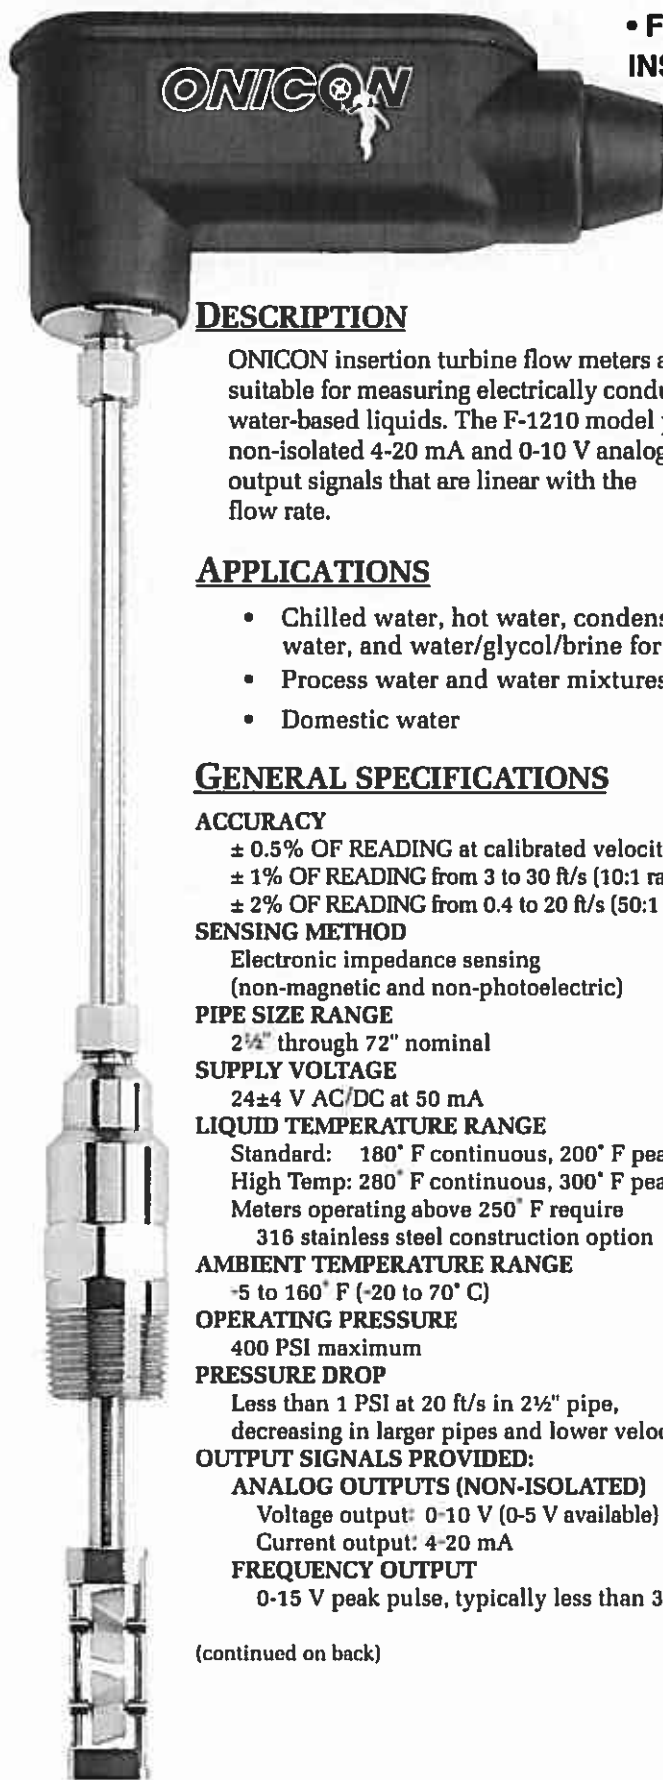 • F
INS
ONICON
DESCRIPTION
ONICON insertion turbine flow meters a
suitable for measuring electrically condu
water-based liquids. The F-1210 model
non-isolated 4-20 mA and 0-10 V analog
output signals that are linear with the
flow rate.
APPLICATIONS
• Chilled water, hot water, condens
water, and water/glycol/brine for
• Process water and water mixtures
• Domestic water
GENERAL SPECIFICATIONS
ACCURACY
± 0.5% OF READING at calibrated velocit
± 1% OF READING from 3 to 30 ft/s (10:1 ra
± 2% OF READING from 0.4 to 20 ft/s (50:1
SENSING METHOD
Electronic impedance sensing
(non-magnetic and non-photoelectric)
PIPE SIZE RANGE
2½" through 72" nominal
SUPPLY VOLTAGE
24±4 V AC/DC at 50 mA
LIQUID TEMPERATURE RANGE
Standard: 180° F continuous, 200° F pea
High Temp: 280° F continuous, 300° F pea
Meters operating above 250° F require
316 stainless steel construction option
AMBIENT TEMPERATURE RANGE
-5 to 160° F (-20 to 70° C)
OPERATING PRESSURE
400 PSI maximum
PRESSURE DROP
Less than 1 PSI at 20 ft/s in 2½" pipe,
decreasing in larger pipes and lower veloc
OUTPUT SIGNALS PROVIDED:
ANALOG OUTPUTS (NON-ISOLATED)
Voltage output: 0-10 V (0-5 V available)
Current output: 4-20 mA
FREQUENCY OUTPUT
0-15 V peak pulse, typically less than 3
(continued on back)